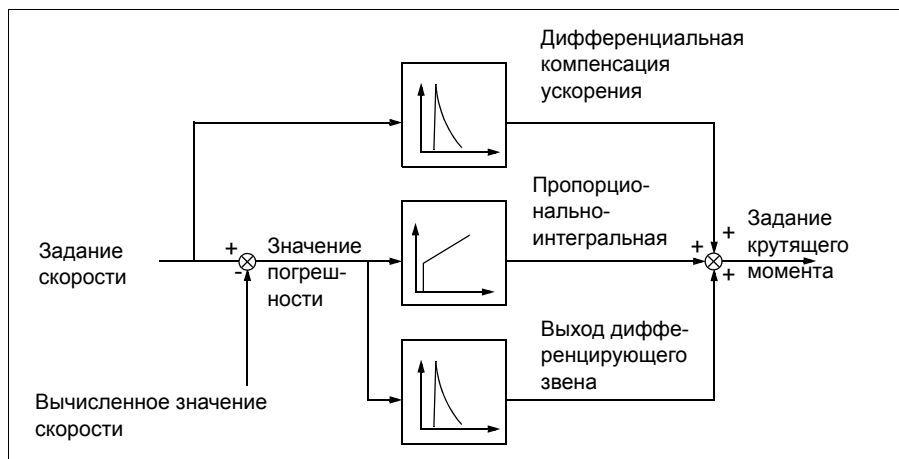 Дифференциальная
компенсация
ускорения
Пропорцио-
нально-
интегральная
Задание
скорости
+
-
Значение
погреш-
ности
+
+
+
Задание
крутящего
момента
Выход диффе-
ренцирующего
звена
Вычисленное значение
скорости